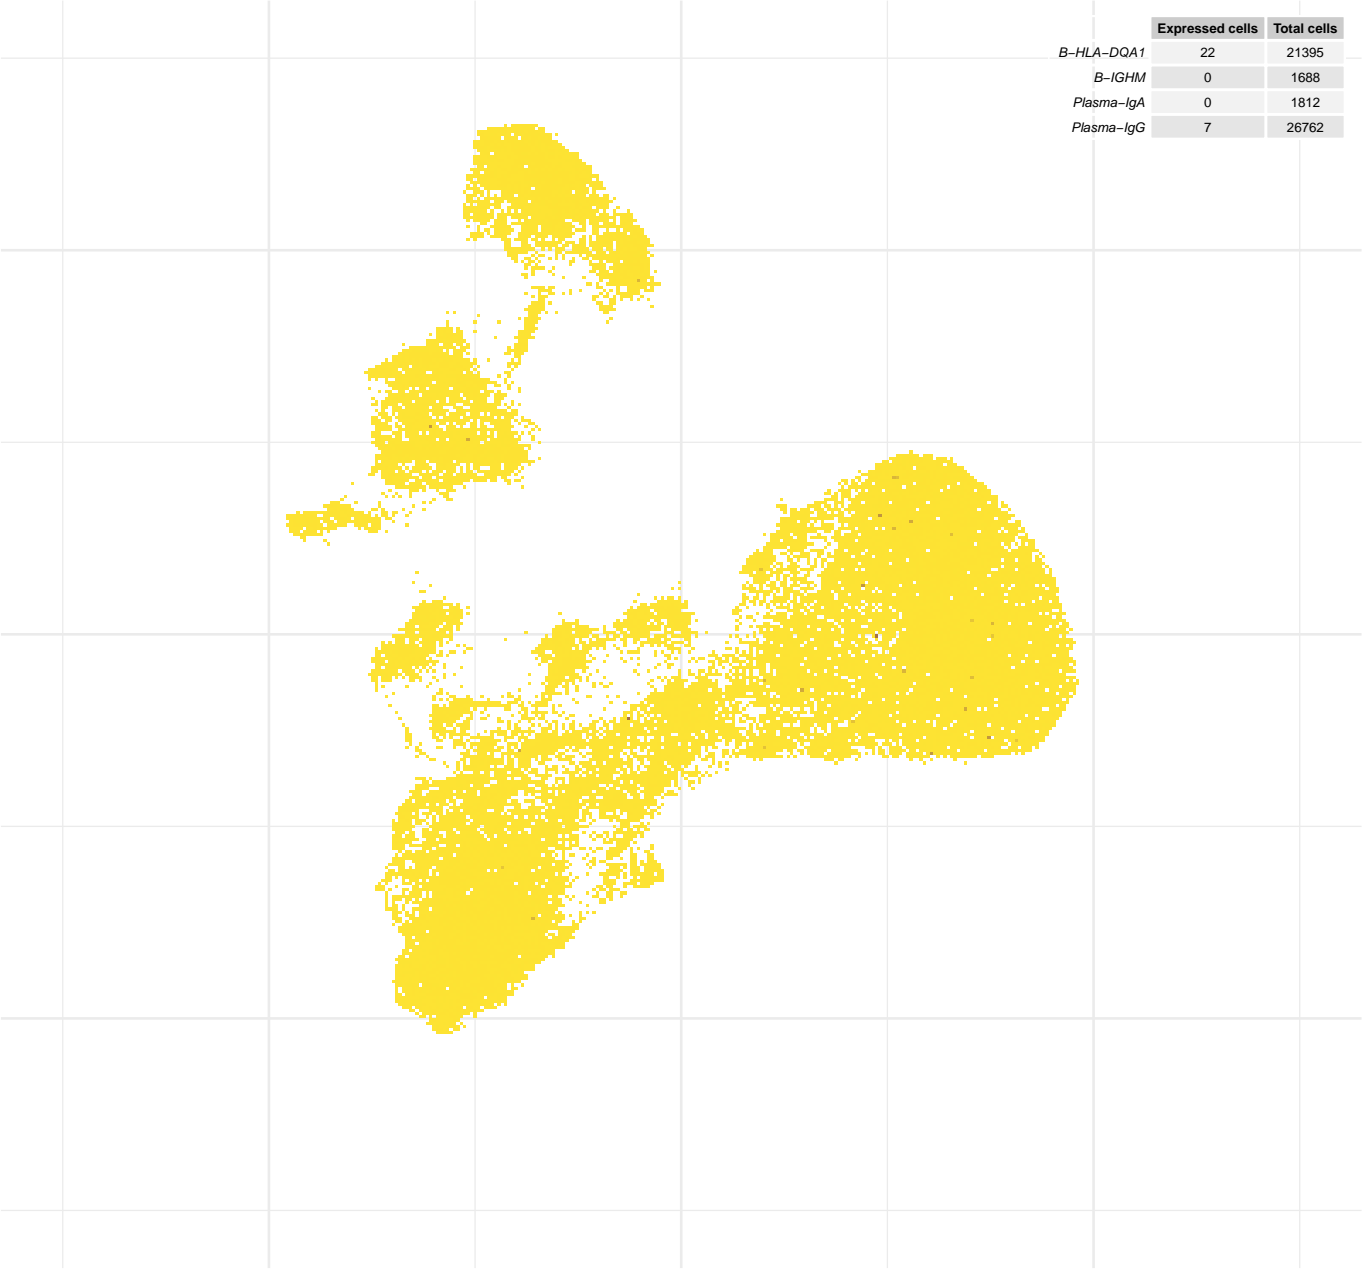 Expressed cells Total cells
B−HLA−DQA1 22 21395
B−IGHM 0 1688
Plasma−IgA 0 1812
Plasma−IgG 7 26762